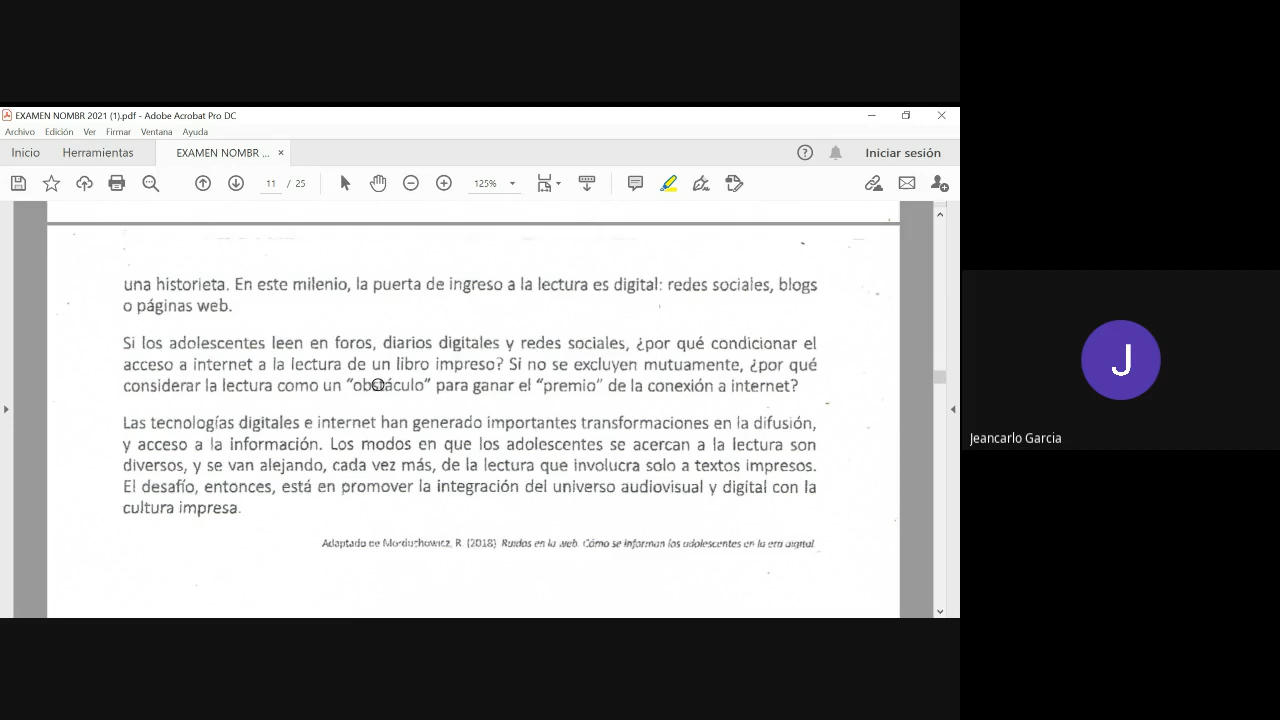 EXAMEN NOMBR 2021 (1).pdf - Adobe Acrobat Pro DC
Archivo Edición Ver Firmar Ventana Ayuda
Inicio Herramientas EXAMEN NOMBR ... × Iniciar sesión
11 / 25 125%
una historieta. En este milenio, la puerta de ingreso a la lectura es digital: redes sociales, blogs
o páginas web.
Si los adolescentes leen en foros, diarios digitales y redes sociales, ¿por qué condicionar el
acceso a internet a la lectura de un libro impreso? Si no se excluyen mutuamente, ¿por qué
considerar la lectura como un “obstáculo” para ganar el “premio” de la conexión a internet?
Las tecnologías digitales e internet han generado importantes transformaciones en la difusión,
y acceso a la información. Los modos en que los adolescentes se acercan a la lectura son
diversos, y se van alejando, cada vez más, de la lectura que involucra solo a textos impresos.
El desafío, entonces, está en promover la integración del universo audiovisual y digital con la
cultura impresa.
Adaptado de Morduchowicz, R. (2018) Ruidos en la web. Cómo se informan los adolescentes en la era digital.
J
Jeancarlo Garcia